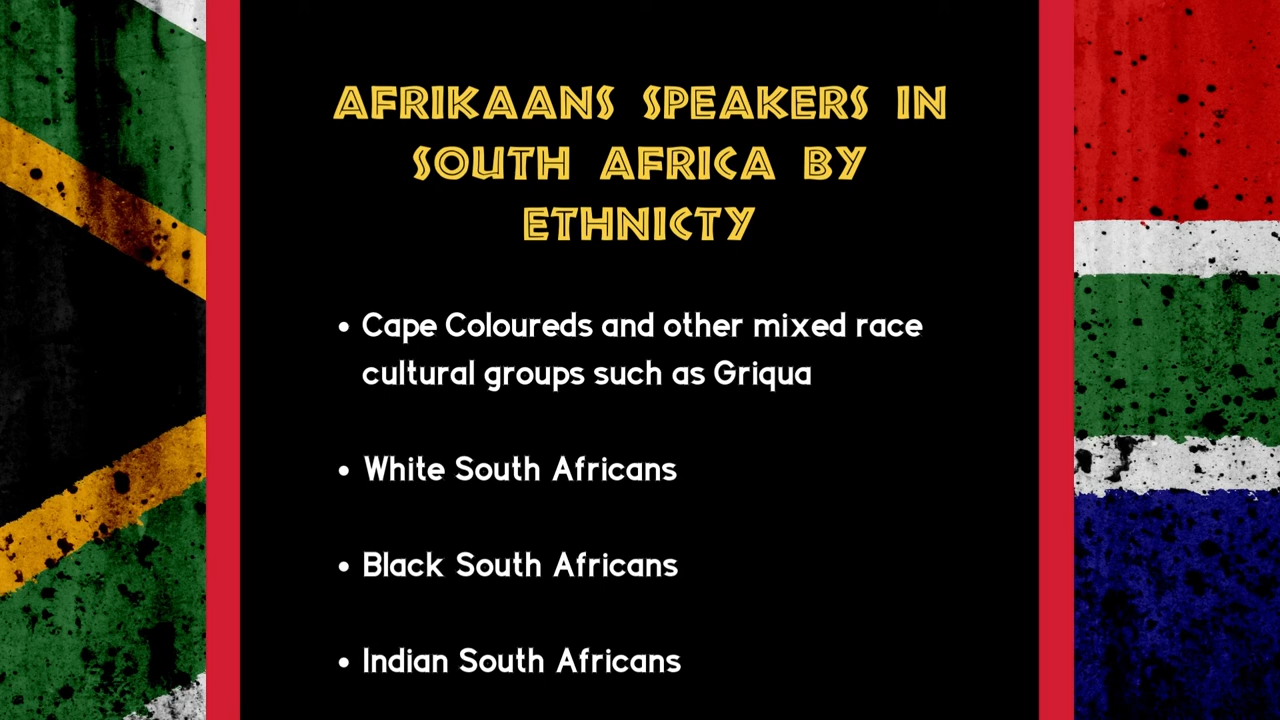 AFRIKAANS SPEAKERS IN
SOUTH AFRICA BY
ETHNICTY
• Cape Coloureds and other mixed race
cultural groups such as Griqua
• White South Africans
• Black South Africans
• Indian South Africans